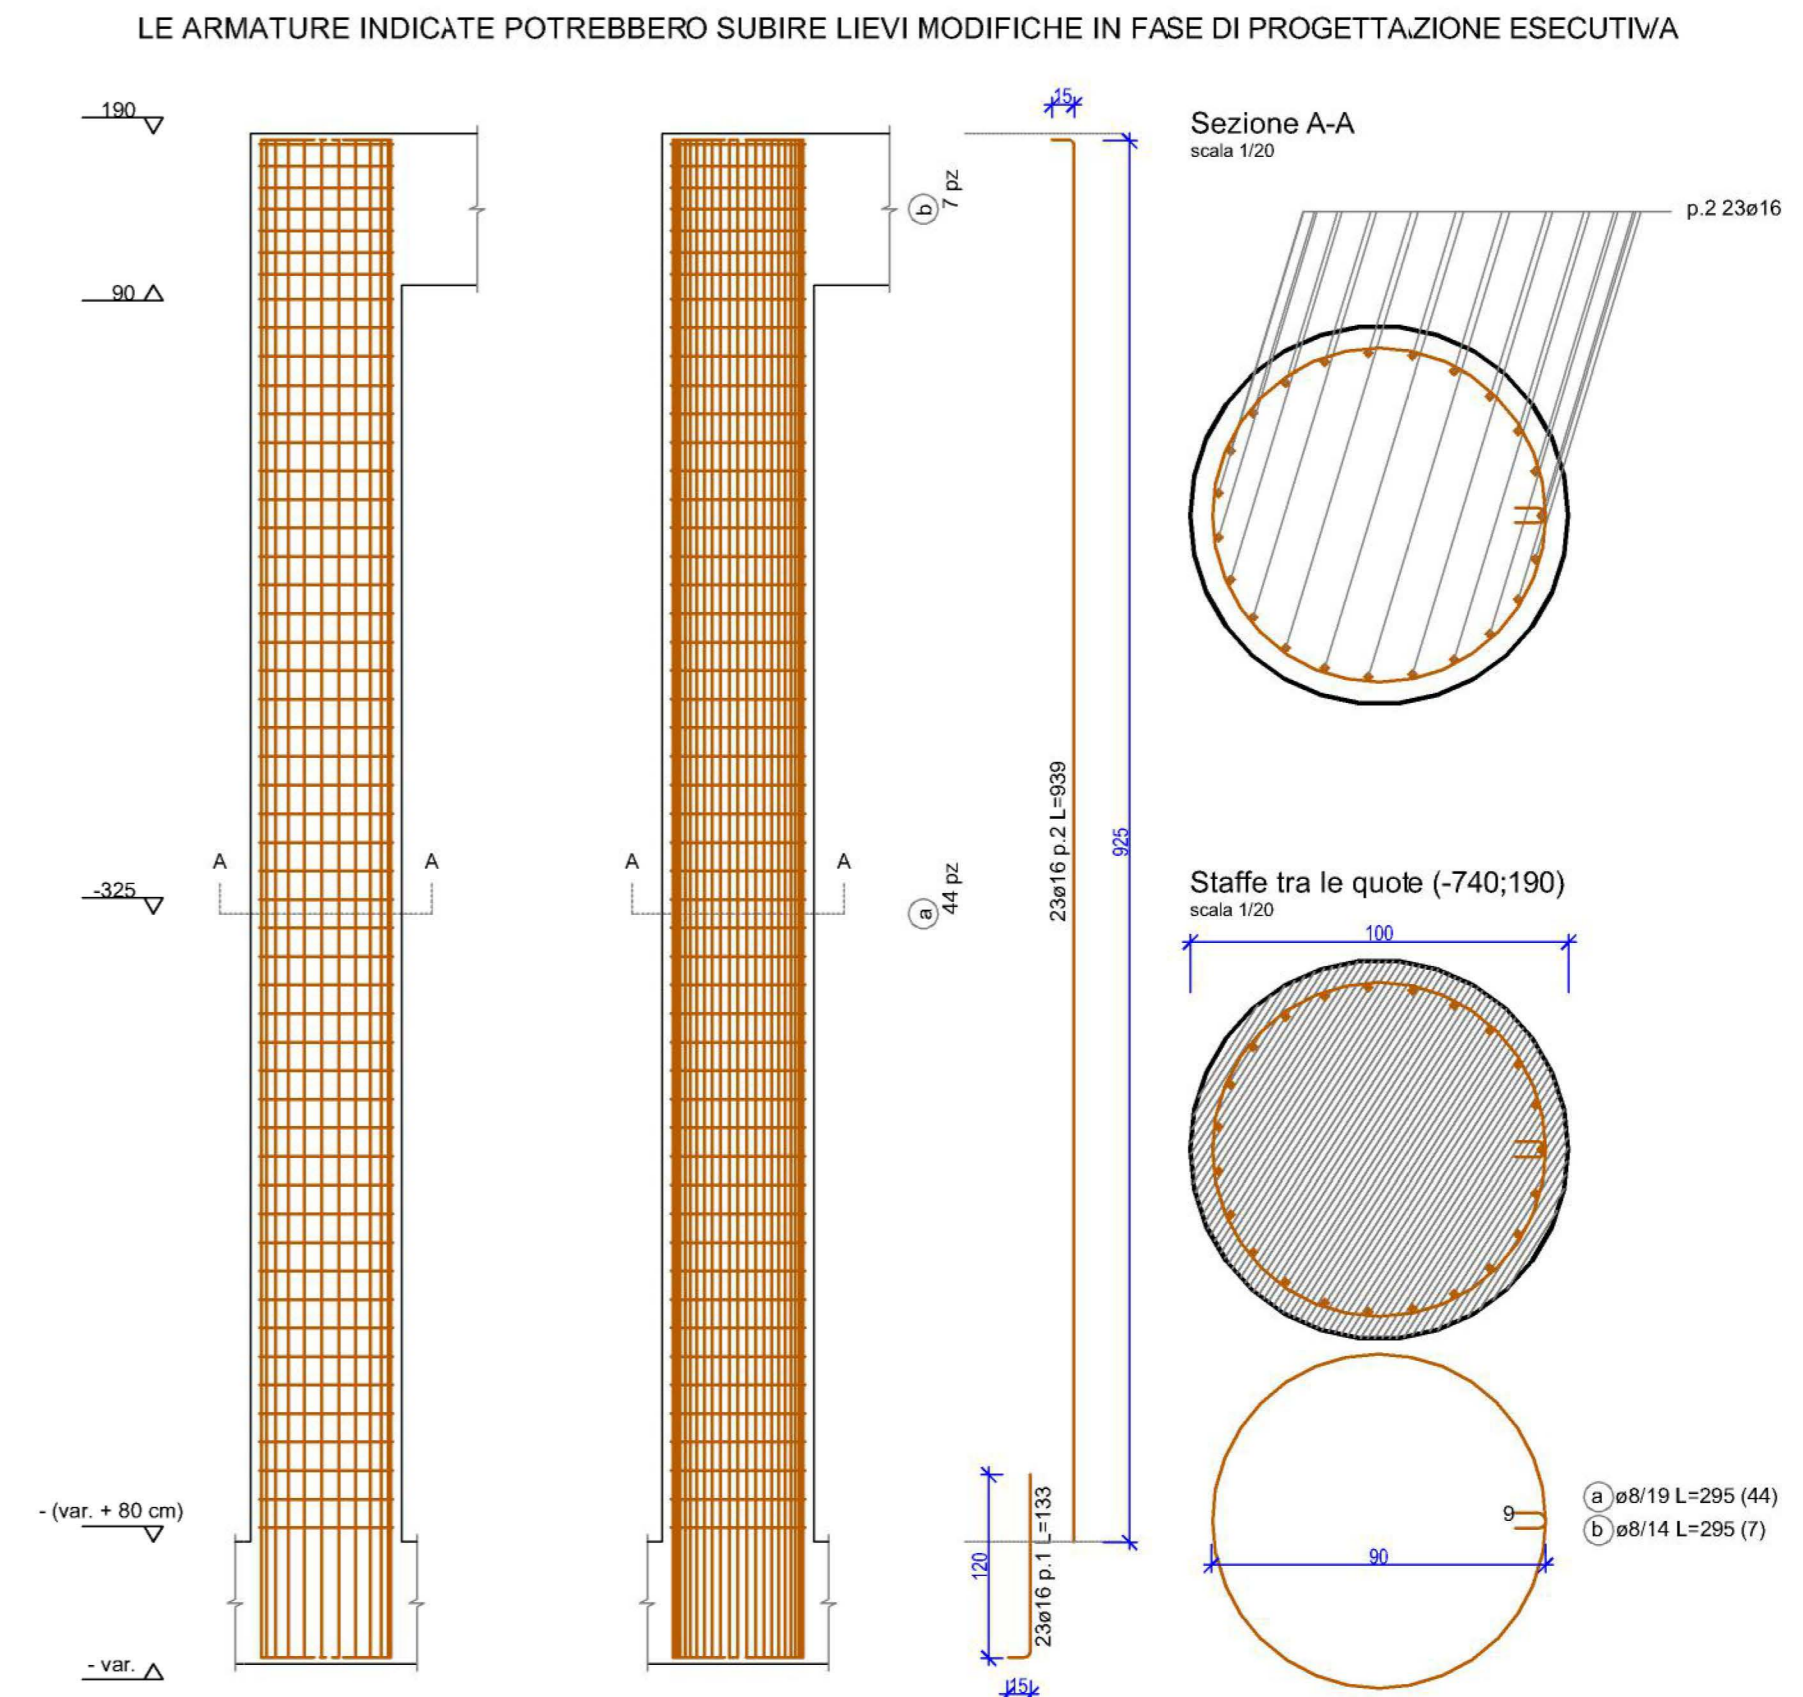 LE ARMATURE INDICATE POTREBBERO SUBIRE LIEVI MODIFICHE IN FASE DI PROGETTAZIONE ESECUTIVA
190
90
-325
- (var. + 80 cm)
- var.
A
A
A
A
b
7 pz
a
44 pz
15
23ø16 p.2 L=939
925
120
23ø16 p.1 L=133
15
Sezione A-A
scala 1/20
p.2 23ø16
Staffe tra le quote (-740;190)
scala 1/20
100
9
90
a ø8/19 L=295 (44)
b ø8/14 L=295 (7)